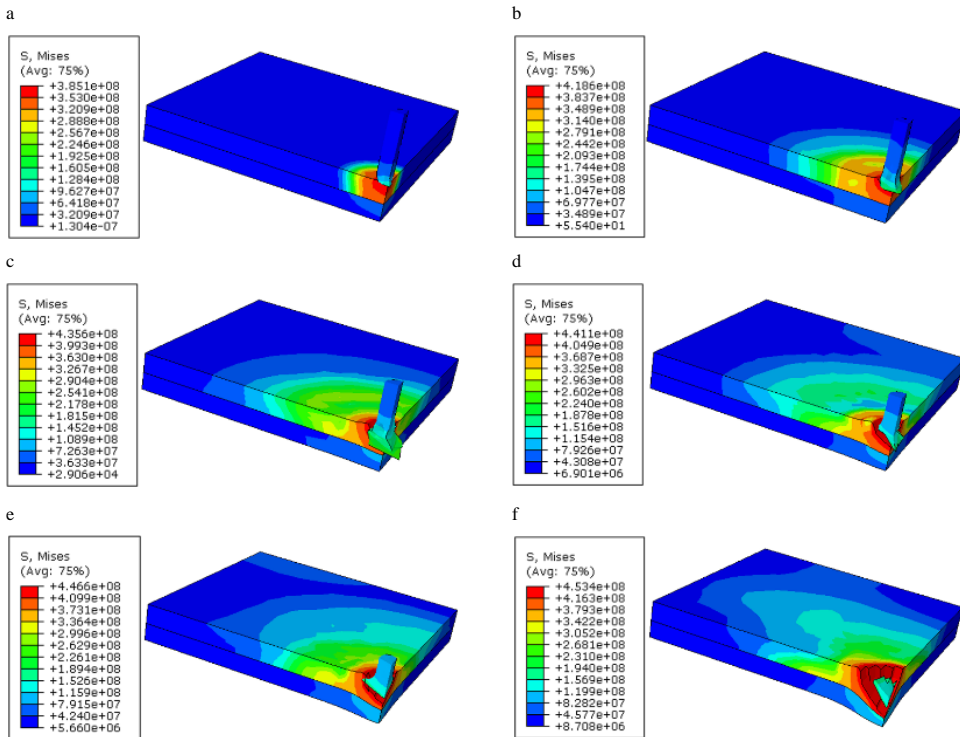 a
S, Mises
(Avg: 75%)
+3.851e+08
+3.530e+08
+3.209e+08
+2.888e+08
+2.567e+08
+2.246e+08
+1.925e+08
+1.605e+08
+1.284e+08
+9.627e+07
+6.418e+07
+3.209e+07
+1.304e-07
b
S, Mises
(Avg: 75%)
+4.186e+08
+3.837e+08
+3.489e+08
+3.140e+08
+2.791e+08
+2.442e+08
+2.093e+08
+1.744e+08
+1.395e+08
+1.047e+08
+6.977e+07
+3.489e+07
+5.540e+01
c
S, Mises
(Avg: 75%)
+4.356e+08
+3.993e+08
+3.630e+08
+3.267e+08
+2.904e+08
+2.541e+08
+2.178e+08
+1.815e+08
+1.452e+08
+1.089e+08
+7.263e+07
+3.633e+07
+2.906e+04
d
S, Mises
(Avg: 75%)
+4.411e+08
+4.049e+08
+3.687e+08
+3.325e+08
+2.963e+08
+2.602e+08
+2.240e+08
+1.878e+08
+1.516e+08
+1.154e+08
+7.926e+07
+4.308e+07
+6.901e+06
e
S, Mises
(Avg: 75%)
+4.466e+08
+4.099e+08
+3.731e+08
+3.364e+08
+2.996e+08
+2.629e+08
+2.261e+08
+1.894e+08
+1.526e+08
+1.159e+08
+7.915e+07
+4.240e+07
+5.660e+06
f
S, Mises
(Avg: 75%)
+4.534e+08
+4.163e+08
+3.793e+08
+3.422e+08
+3.052e+08
+2.681e+08
+2.310e+08
+1.940e+08
+1.569e+08
+1.199e+08
+8.282e+07
+4.577e+07
+8.708e+06